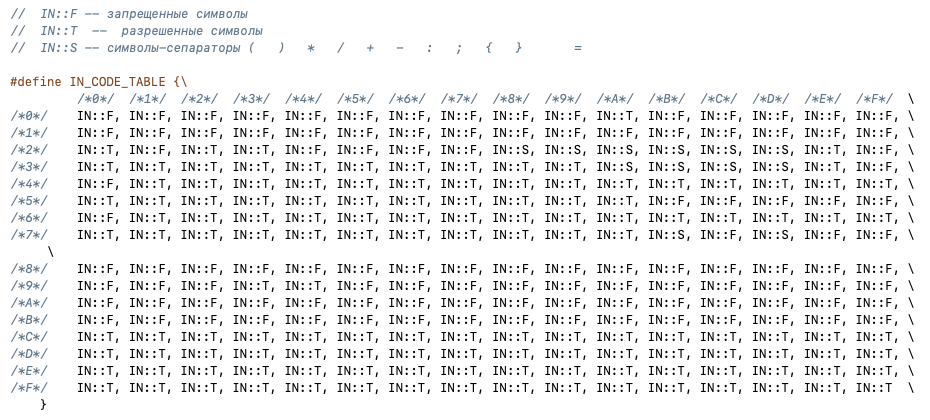 //  IN::F —— запрещенные символы
//  IN::T  ——  разрешенные символы
//  IN::S —— символы—сепараторы (   )   *   /   +   -   :   ;   {   }       =
#define IN_CODE_TABLE {\
/*0*/  /*1*/  /*2*/  /*3*/  /*4*/  /*5*/  /*6*/  /*7*/  /*8*/  /*9*/  /*A*/  /*B*/  /*C*/  /*D*/  /*E*/  /*F*/  \
/*0*/    IN::F, IN::F, IN::F, IN::F, IN::F, IN::F, IN::F, IN::F, IN::F, IN::F, IN::T, IN::F, IN::F, IN::F, IN::F, IN::F, \
/*1*/    IN::F, IN::F, IN::F, IN::F, IN::F, IN::F, IN::F, IN::F, IN::F, IN::F, IN::F, IN::F, IN::F, IN::F, IN::F, IN::F, \
/*2*/    IN::T, IN::F, IN::T, IN::T, IN::F, IN::F, IN::F, IN::F, IN::S, IN::S, IN::S, IN::S, IN::S, IN::S, IN::T, IN::F, \
/*3*/    IN::T, IN::T, IN::T, IN::T, IN::T, IN::T, IN::T, IN::T, IN::T, IN::T, IN::S, IN::S, IN::S, IN::S, IN::T, IN::F, \
/*4*/    IN::F, IN::T, IN::T, IN::T, IN::T, IN::T, IN::T, IN::T, IN::T, IN::T, IN::T, IN::T, IN::T, IN::T, IN::T, IN::T, \
/*5*/    IN::T, IN::T, IN::T, IN::T, IN::T, IN::T, IN::T, IN::T, IN::T, IN::T, IN::T, IN::F, IN::F, IN::F, IN::F, IN::F, \
/*6*/    IN::F, IN::T, IN::T, IN::T, IN::T, IN::T, IN::T, IN::T, IN::T, IN::T, IN::T, IN::T, IN::T, IN::T, IN::T, IN::T, \
/*7*/    IN::T, IN::T, IN::T, IN::T, IN::T, IN::T, IN::T, IN::T, IN::T, IN::T, IN::T, IN::S, IN::F, IN::S, IN::F, IN::F, \
\
/*8*/    IN::F, IN::F, IN::F, IN::F, IN::F, IN::F, IN::F, IN::F, IN::F, IN::F, IN::F, IN::F, IN::F, IN::F, IN::F, IN::F, \
/*9*/    IN::F, IN::T, IN::F, IN::F, IN::T, IN::F, IN::F, IN::F, IN::F, IN::F, IN::F, IN::F, IN::F, IN::F, IN::F, IN::F, \
/*A*/    IN::F, IN::F, IN::F, IN::F, IN::F, IN::F, IN::F, IN::F, IN::F, IN::F, IN::F, IN::F, IN::F, IN::F, IN::F, IN::F, \
/*B*/    IN::F, IN::F, IN::F, IN::F, IN::F, IN::F, IN::F, IN::F, IN::F, IN::F, IN::F, IN::F, IN::F, IN::F, IN::F, IN::F, \
/*C*/    IN::T, IN::T, IN::T, IN::T, IN::T, IN::T, IN::T, IN::T, IN::T, IN::T, IN::T, IN::T, IN::T, IN::T, IN::T, IN::T, \
/*D*/    IN::T, IN::T, IN::T, IN::T, IN::T, IN::T, IN::T, IN::T, IN::T, IN::T, IN::T, IN::T, IN::T, IN::T, IN::T, IN::T, \
/*E*/    IN::T, IN::T, IN::T, IN::T, IN::T, IN::T, IN::T, IN::T, IN::T, IN::T, IN::T, IN::T, IN::T, IN::T, IN::T, IN::T, \
/*F*/    IN::T, IN::T, IN::T, IN::T, IN::T, IN::T, IN::T, IN::T, IN::T, IN::T, IN::T, IN::T, IN::T, IN::T, IN::T, IN::T  \
}